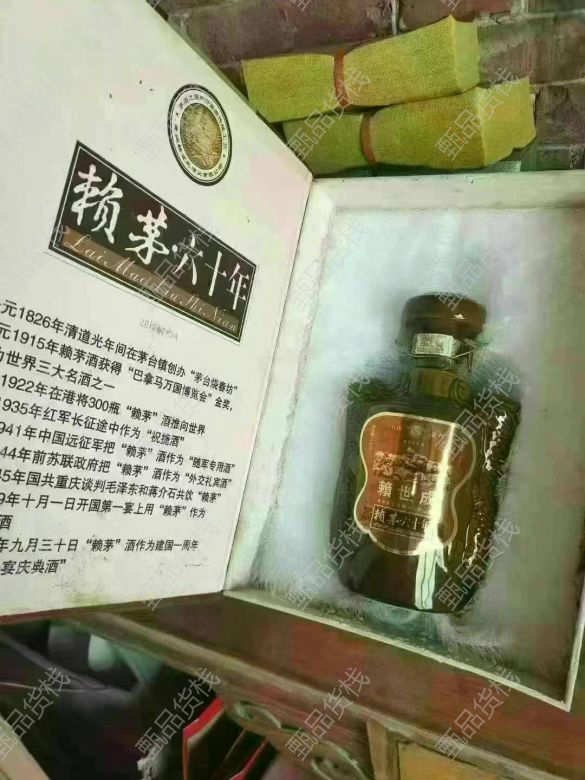 赖茅·六十年
Lai Mao Liu Shi Nian
元1826年清道光年间在茅台镇创办“茅台烧春坊”
元1915年赖茅酒获得“巴拿马万国博览会”金奖,
世界三大名酒之一
1922年在港将300瓶“赖茅”酒推向世界
935年红军长征途中作为“祝捷酒”
941年中国远征军把“赖茅”酒作为“随军专用酒”
44年前苏联政府把“赖茅”酒作为“外交礼宾酒”
45年国共重庆谈判毛泽东和蒋介石共饮“赖茅”
9年十月一日开国第一宴上用“赖茅”作为
酒
年九月三十日“赖茅”酒作为建国一周年
宴庆典酒”
賴世
赖茅·六十年
甄品货栈